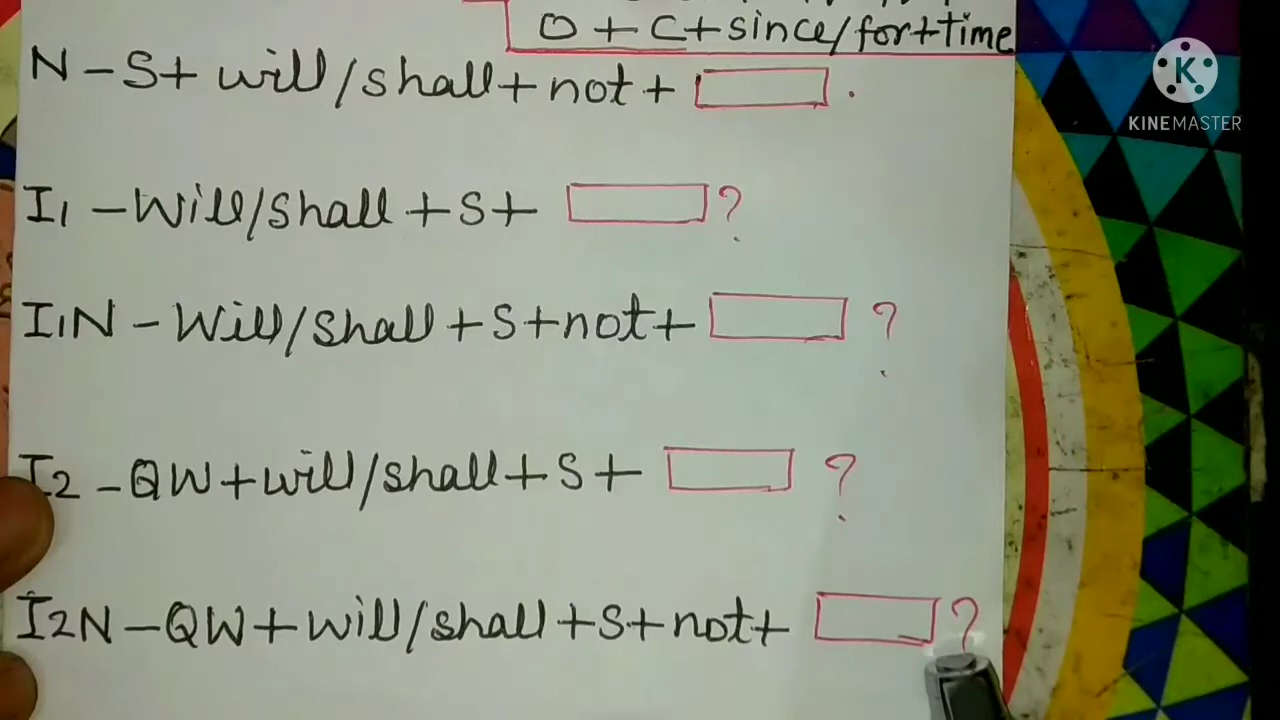 O + C + since/for+time
N - S + will/shall + not + .
I1 - Will/shall + S + ?
I1N - Will/shall + S + not + ?
I2 - QW + will/shall + S + ?
I2N - QW + will/shall + S + not + ?
KINEMASTER